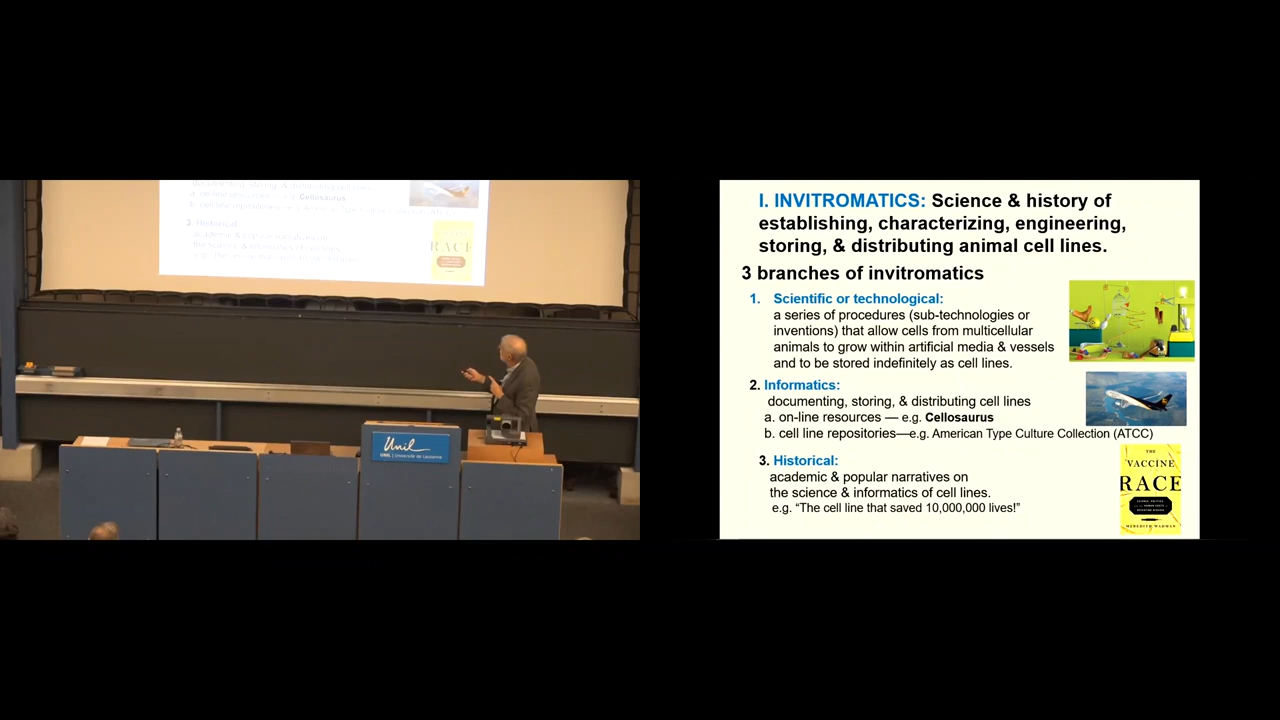 Cellosaurus
3. Historical
RACE
Unil
UNIL | Université de Lausanne
I. INVITROMATICS: Science & history of
establishing, characterizing, engineering,
storing, & distributing animal cell lines.
3 branches of invitromatics
1. Scientific or technological:
a series of procedures (sub-technologies or
inventions) that allow cells from multicellular
animals to grow within artificial media & vessels
and to be stored indefinitely as cell lines.
2. Informatics:
documenting, storing, & distributing cell lines
a. on-line resources — e.g. Cellosaurus
b. cell line repositories—e.g. American Type Culture Collection (ATCC)
3. Historical:
academic & popular narratives on
the science & informatics of cell lines.
e.g. “The cell line that saved 10,000,000 lives!”
THE
VACCINE
RACE
MEREDITH WADMAN